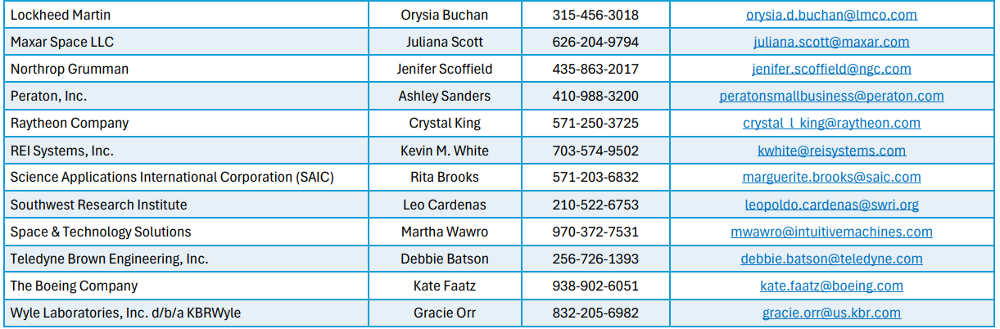 Lockheed Martin Orysia Buchan 315-456-3018 orysia.d.buchan@lmco.com
Maxar Space LLC Juliana Scott 626-204-9794 juliana.scott@maxar.com
Northrop Grumman Jenifer Scoffield 435-863-2017 jenifer.scoffield@ngc.com
Peraton, Inc. Ashley Sanders 410-988-3200 peratonsmallbusiness@peraton.com
Raytheon Company Crystal King 571-250-3725 crystal_l_king@raytheon.com
REI Systems, Inc. Kevin M. White 703-574-9502 kwhite@reisystems.com
Science Applications International Corporation (SAIC) Rita Brooks 571-203-6832 marguerite.brooks@saic.com
Southwest Research Institute Leo Cardenas 210-522-6753 leopoldo.cardenas@swri.org
Space & Technology Solutions Martha Wawro 970-372-7531 mwawro@intuitivemachines.com
Teledyne Brown Engineering, Inc. Debbie Batson 256-726-1393 debbie.batson@teledyne.com
The Boeing Company Kate Faatz 938-902-6051 kate.faatz@boeing.com
Wyle Laboratories, Inc. d/b/a KBRWyle Gracie Orr 832-205-6982 gracie.orr@us.kbr.com